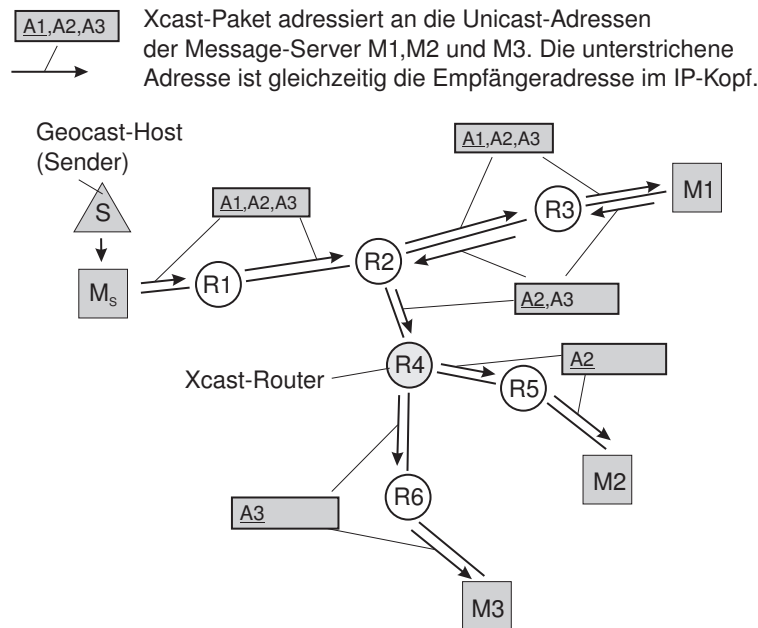 A1,A2,A3
Xcast-Paket adressiert an die Unicast-Adressen
der Message-Server M1,M2 und M3. Die unterstrichene
Adresse ist gleichzeitig die Empfängeradresse im IP-Kopf.
Geocast-Host
(Sender)
A1,A2,A3
S
A1,A2,A3
M1
R3
R2
Ms
R1
A2,A3
R4
A2
Xcast-Router
R5
M2
R6
A3
M3